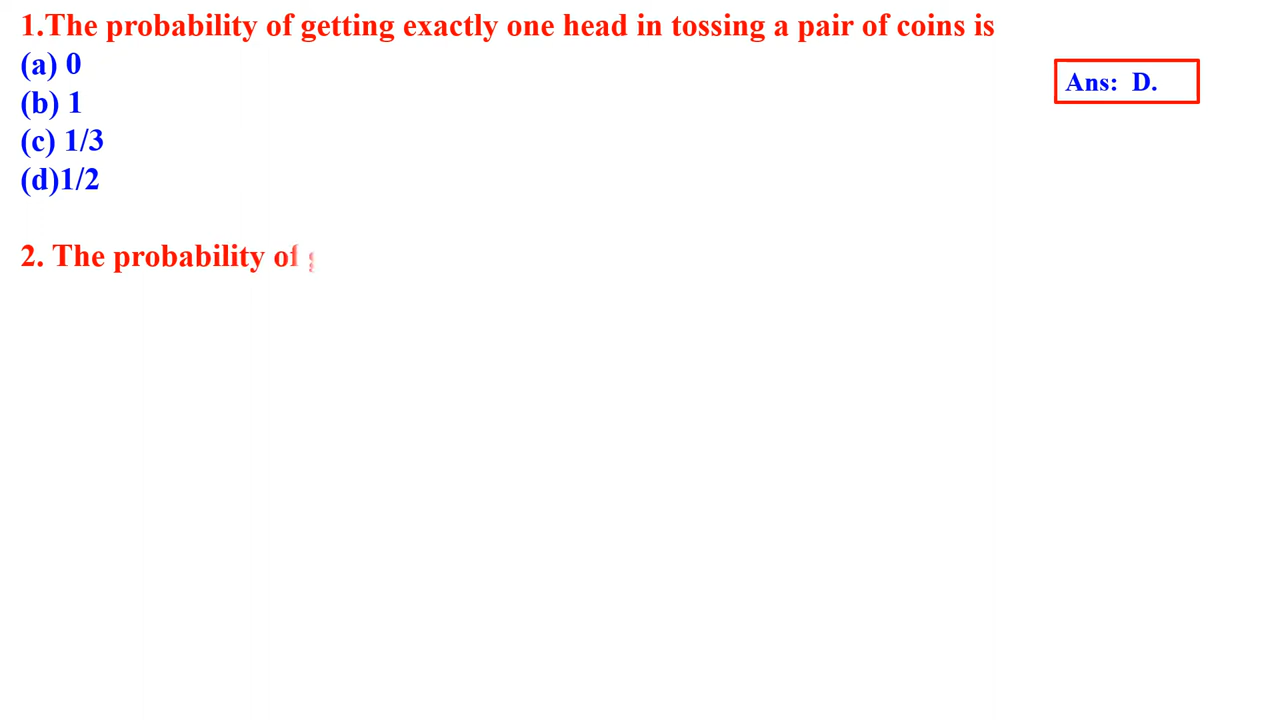 1.The probability of getting exactly one head in tossing a pair of coins is
(a) 0
(b) 1
(c) 1/3
(d)1/2
Ans: D.
2. The probability of